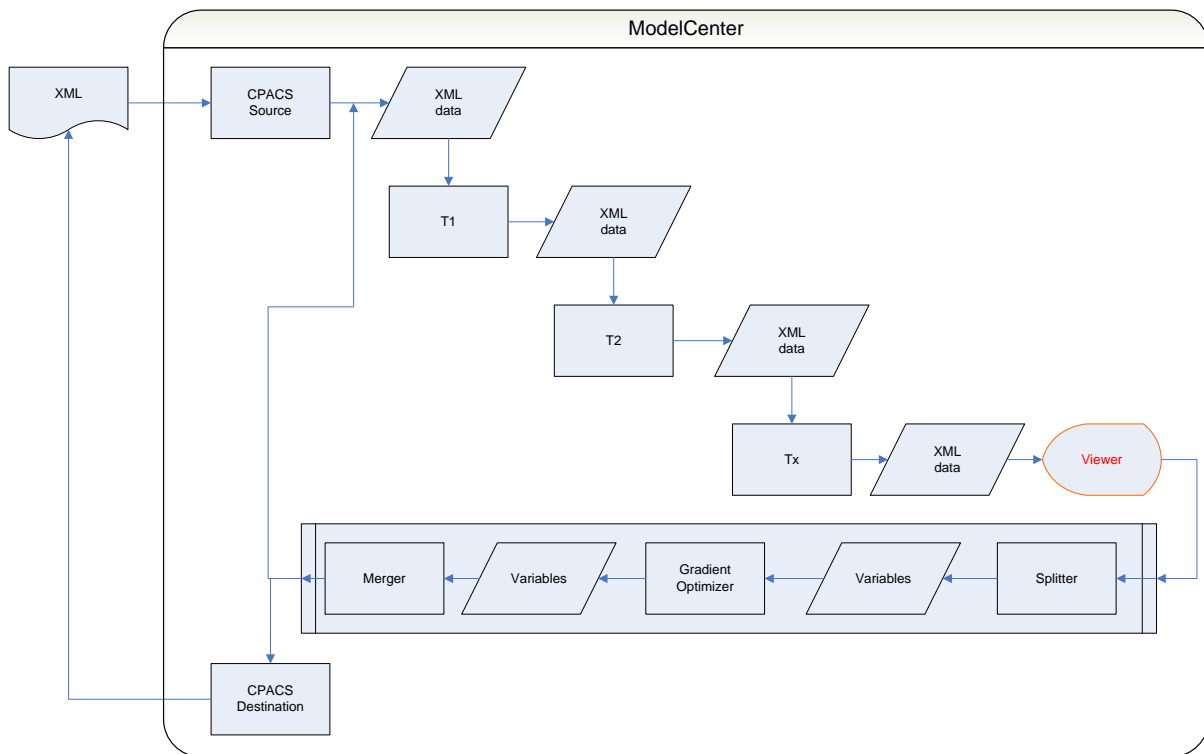 ModelCenter
XML
CPACS
Source
XML
data
T1
XML
data
T2
XML
data
Tx
XML
data
Viewer
Merger
Variables
Gradient
Optimizer
Variables
Splitter
CPACS
Destination